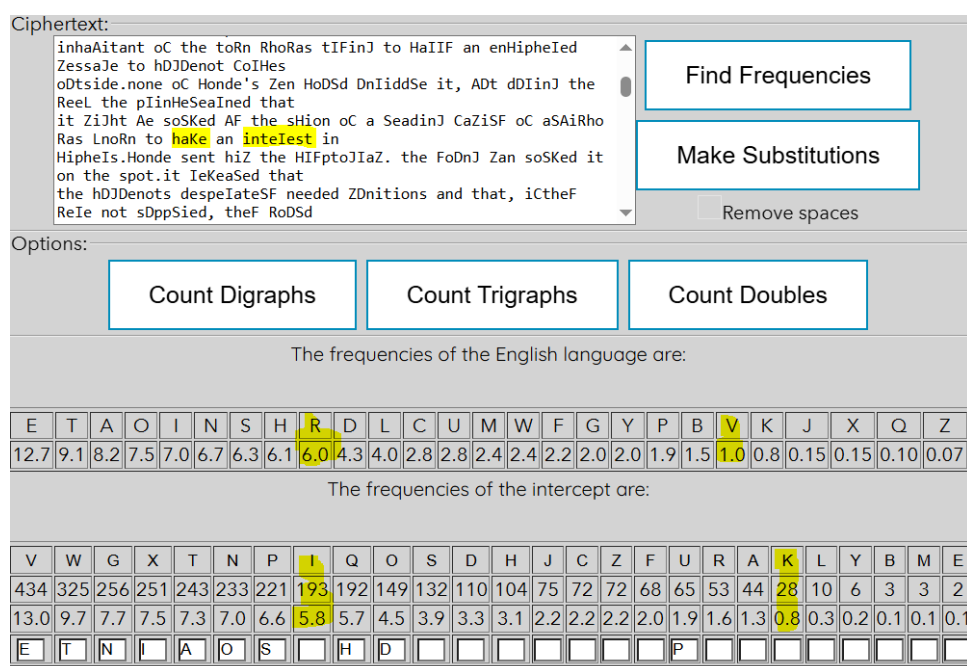 Ciphertext:
inhaAitant oC the toRn RhoRas tIFinJ to HaIIF an enHipheIed
ZessaJe to hDJDenot CoIHes
oDtside.none oC Honde's Zen HoDSd DnIiddSe it, ADt dDIinJ the
ReeL the pIinHeSeaIned that
it ZiJht Ae soSKed AF the sHion oC a SeadinJ CaZiSF oC aSAiRho
Ras LnoRn to haKe an inteIest in
HipheIs.Honde sent hiZ the HIFptoJIaZ. the FoDnJ Zan soSKed it
on the spot.it IeKeaSed that
the hDJDenots despeIateSF needed ZDnitions and that, iCtheF
ReIe not sDppSied, theF RoDSd
Find Frequencies
Make Substitutions
Remove spaces
Options:
Count Digraphs Count Trigraphs Count Doubles
The frequencies of the English language are:
E T A O I N S H R D L C U M W F G Y P B V K J X Q Z
12.7 9.1 8.2 7.5 7.0 6.7 6.3 6.1 6.0 4.3 4.0 2.8 2.8 2.4 2.4 2.2 2.0 2.0 1.9 1.5 1.0 0.8 0.15 0.15 0.10 0.07
The frequencies of the intercept are:
V W G X T N P I Q O S D H J C Z F U R A K L Y B M E
434 325 256 251 243 233 221 193 192 149 132 110 104 75 72 72 68 65 53 44 28 10 6 3 3 2
13.0 9.7 7.7 7.5 7.3 7.0 6.6 5.8 5.7 4.5 3.9 3.3 3.1 2.2 2.2 2.2 2.0 1.9 1.6 1.3 0.8 0.3 0.2 0.1 0.1 0.1
E T N I A O S H D P